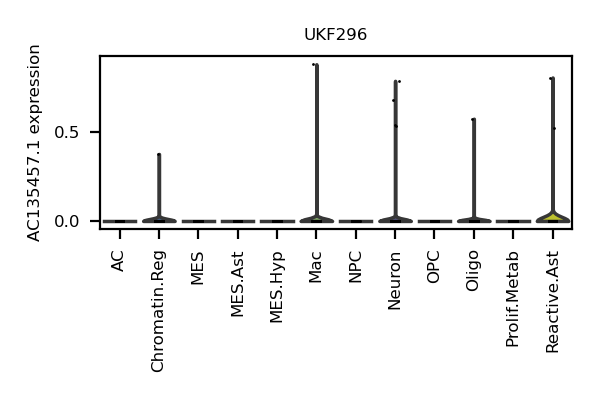 UKF296
AC135457.1 expression
0.5
0.0
AC
Chromatin.Reg
MES
MES.Ast
MES.Hyp
Mac
NPC
Neuron
OPC
Oligo
Prolif.Metab
Reactive.Ast